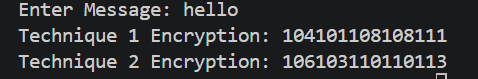 Enter Message: hello
Technique 1 Encryption: 104101108108111
Technique 2 Encryption: 106103110110113